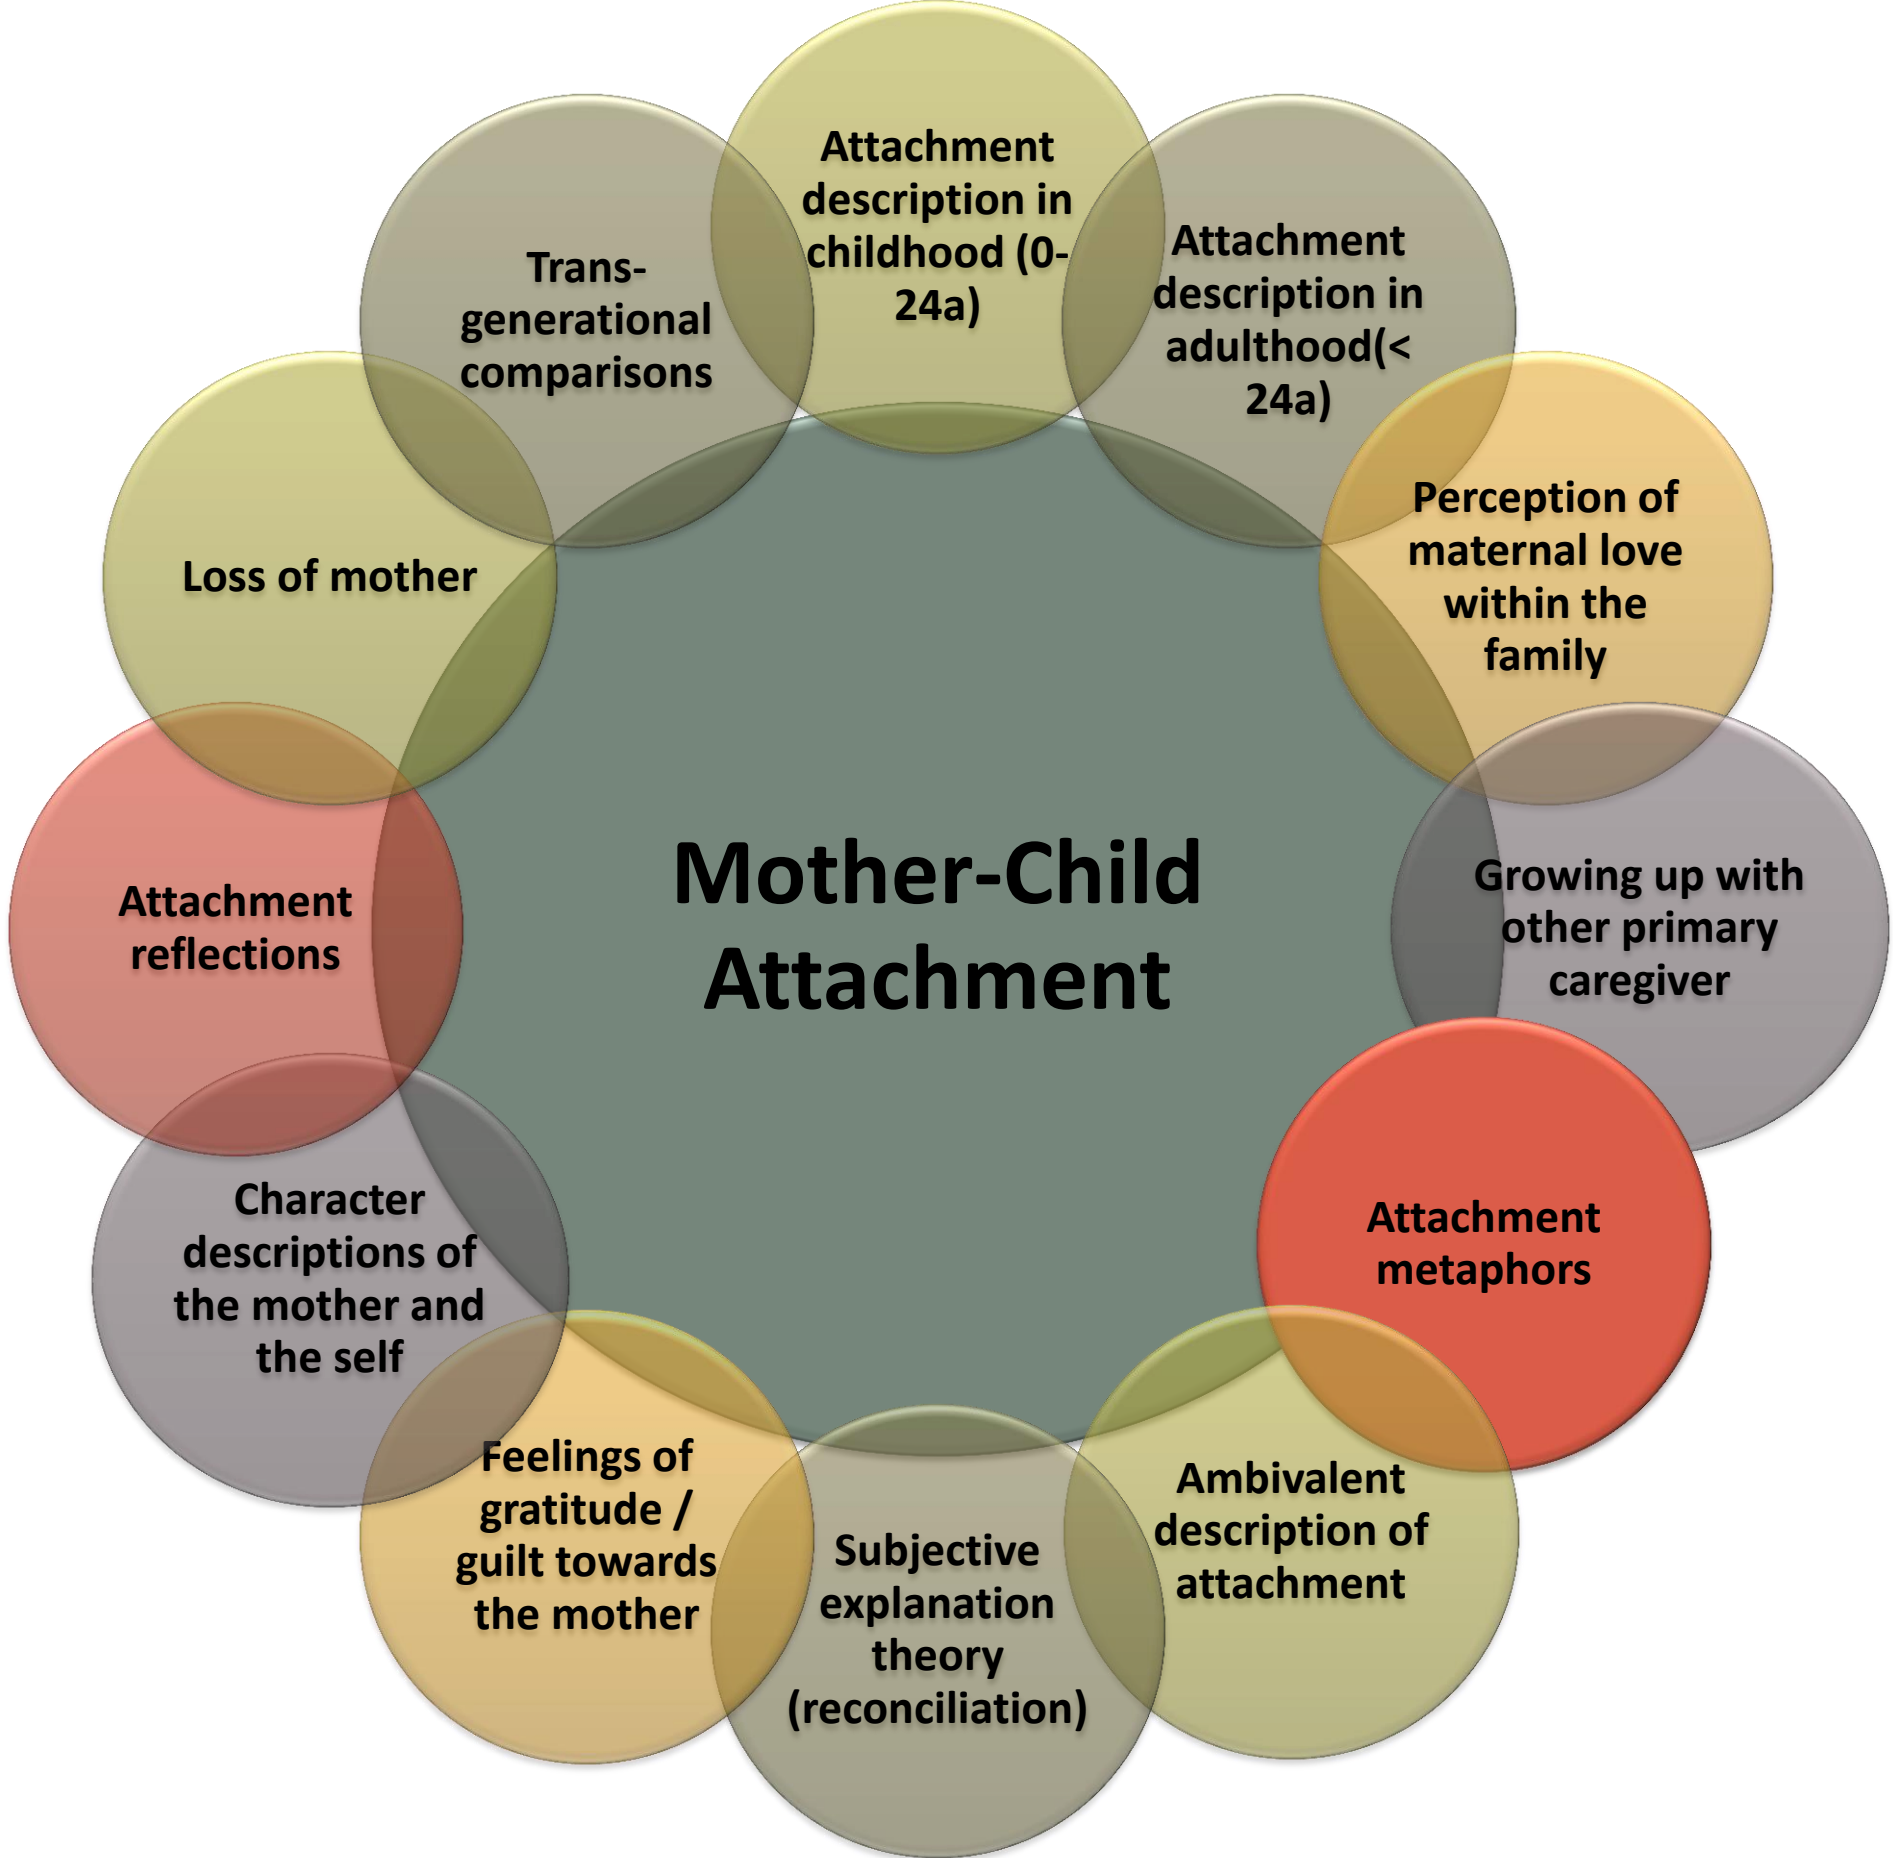 Attachment
description in
childhood (0-
24a)
Attachment
description in
adulthood(<
24a)
Perception of
maternal love
within the
family
Growing up with
other primary
caregiver
Attachment
metaphors
Ambivalent
description of
attachment
Subjective
explanation
theory
(reconciliation)
Feelings of
gratitude /
guilt towards
the mother
Character
descriptions of
the mother and
the self
Attachment
reflections
Loss of mother
Trans-
generational
comparisons
Mother-Child
Attachment